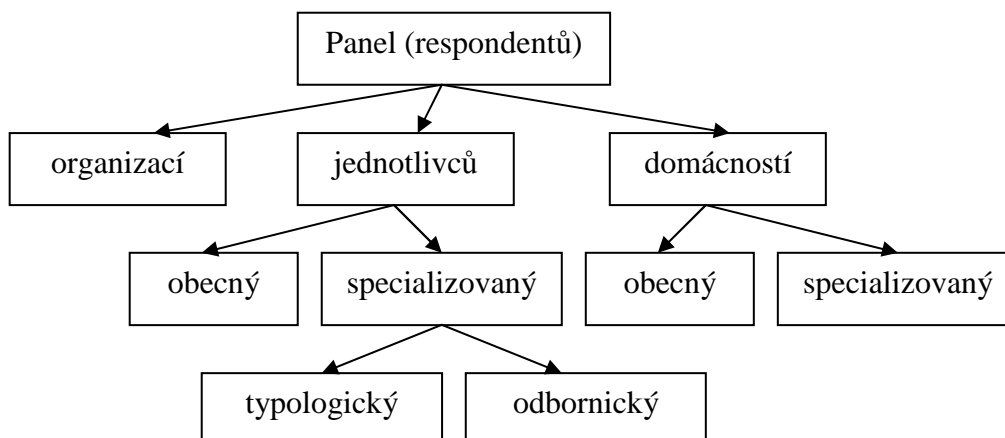 Panel (respondentů)
organizací
jednotlivců
domácností
obecný
specializovaný
obecný
specializovaný
typologický
odbornický